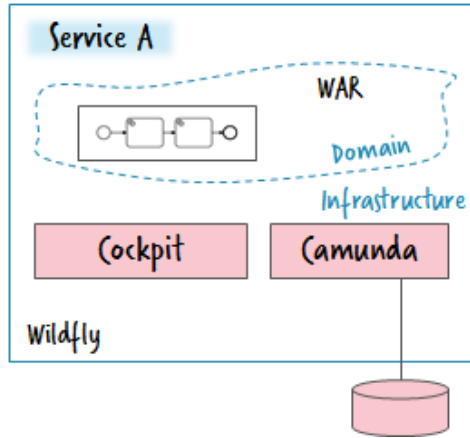 Service A
WAR
Domain
Infrastructure
Cockpit
Camunda
Wildfly